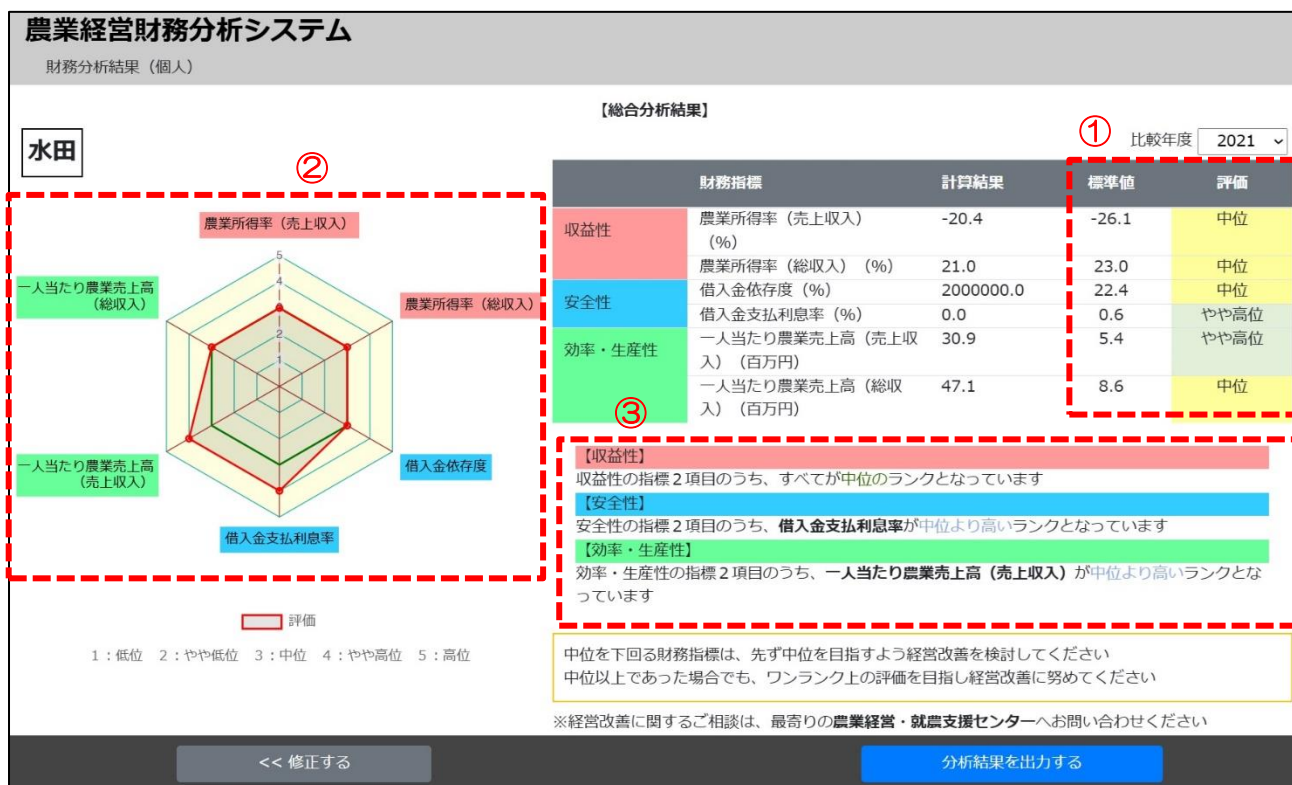 農業経営財務分析システム
財務分析結果（個人）
【総合分析結果】
水田
①
比較年度 2021
②
財務指標 計算結果 標準値 評価
収益性 農業所得率（売上収入） -20.4 -26.1 中位
（%）
農業所得率（総収入）（%） 21.0 23.0 中位
安全性 借入金依存度（%） 2000000.0 22.4 中位
借入金支払利息率（%） 0.0 0.6 やや高位
効率・生産性 一人当たり農業売上高（売上収 30.9 5.4 やや高位
入）（百万円）
一人当たり農業売上高（総収 47.1 8.6 中位
入）（百万円）
農業所得率（売上収入）
5
4
2
1
一人当たり農業売上高
（総収入）
農業所得率（総収入）
一人当たり農業売上高
（売上収入）
借入金依存度
借入金支払利息率
評価
1：低位 2：やや低位 3：中位 4：やや高位 5：高位
③
【収益性】
収益性の指標２項目のうち、すべてが中位のランクとなっています
【安全性】
安全性の指標２項目のうち、借入金支払利息率が中位より高いランクとなっています
【効率・生産性】
効率・生産性の指標２項目のうち、一人当たり農業売上高（売上収入）が中位より高いランクとな
っています
中位を下回る財務指標は、先ず中位を目指すよう経営改善を検討してください
中位以上であった場合でも、ワンランク上の評価を目指し経営改善に努めてください
※経営改善に関するご相談は、最寄りの農業経営・就農支援センターへお問い合わせください
<< 修正する
分析結果を出力する